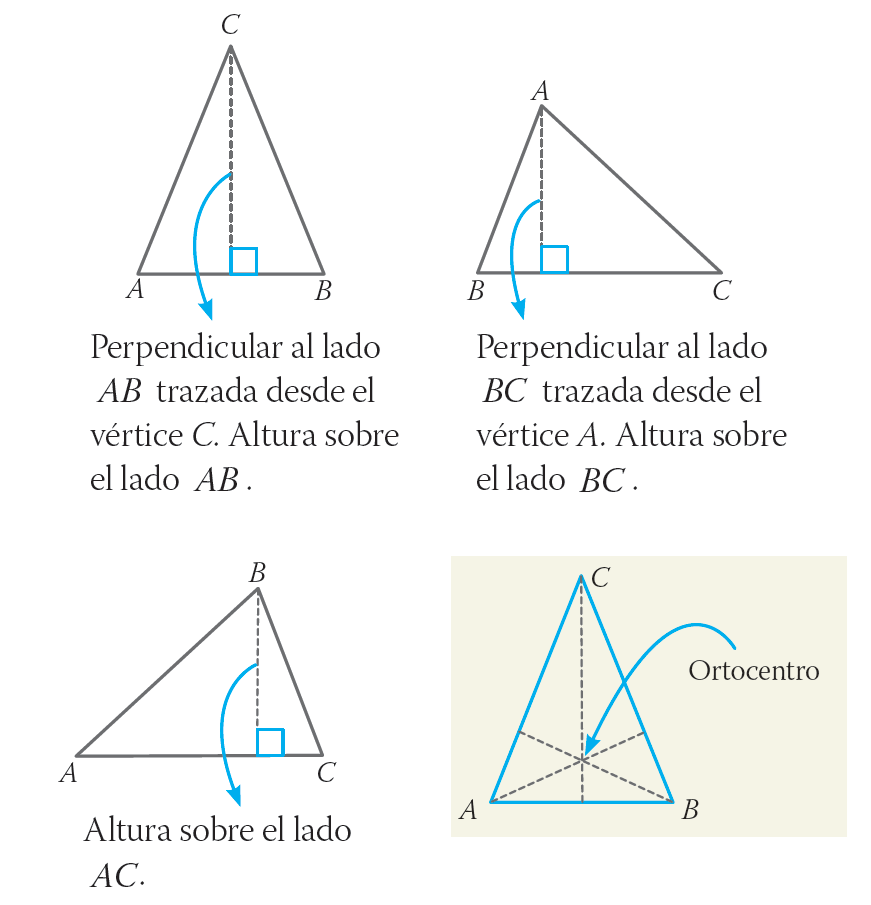 C
A B
Perpendicular al lado
AB trazada desde el
vértice C. Altura sobre
el lado AB.
A
B C
Perpendicular al lado
BC trazada desde el
vértice A. Altura sobre
el lado BC.
B
A C
Altura sobre el lado
AC.
C
Ortocentro
A B